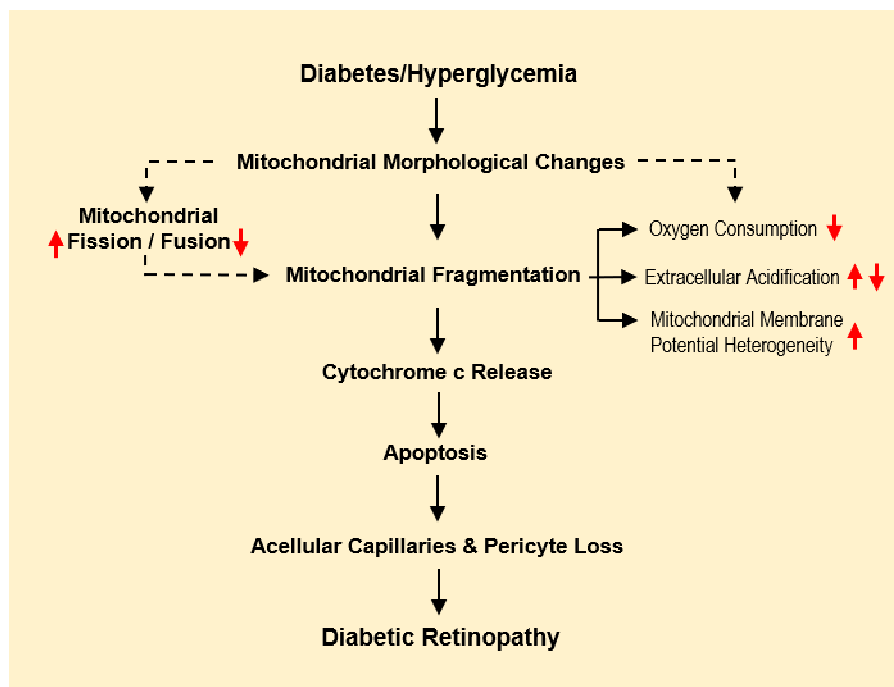 Diabetes/Hyperglycemia
Mitochondrial Morphological Changes
Mitochondrial
Fission / Fusion
Oxygen Consumption
Mitochondrial Fragmentation
Extracellular Acidification
Mitochondrial Membrane
Potential Heterogeneity
Cytochrome c Release
Apoptosis
Acellular Capillaries & Pericyte Loss
Diabetic Retinopathy